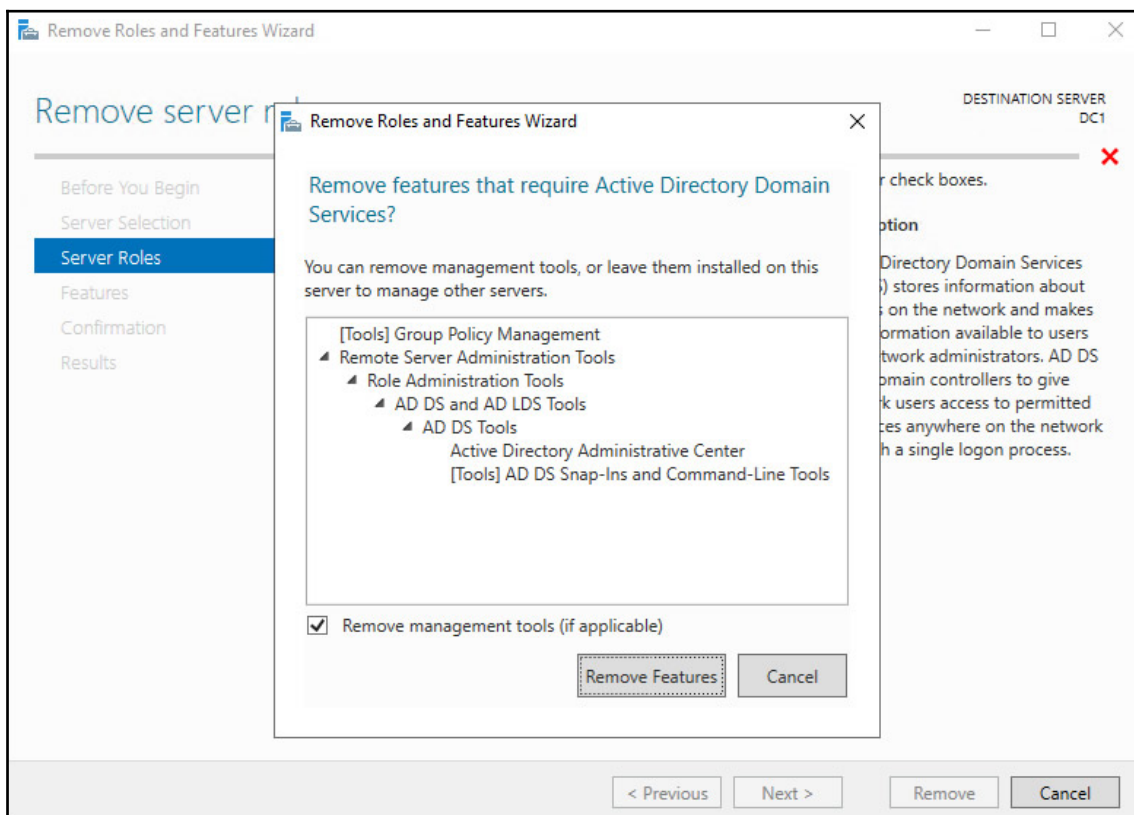 Remove Roles and Features Wizard
Remove server r
DESTINATION SERVER
DC1
Before You Begin
Server Selection
Server Roles
Features
Confirmation
Results
Remove Roles and Features Wizard
Remove features that require Active Directory Domain
Services?
You can remove management tools, or leave them installed on this
server to manage other servers.
[Tools] Group Policy Management
Remote Server Administration Tools
Role Administration Tools
AD DS and AD LDS Tools
AD DS Tools
Active Directory Administrative Center
[Tools] AD DS Snap-Ins and Command-Line Tools
Remove management tools (if applicable)
Remove Features
Cancel
r check boxes.
ption
Directory Domain Services
) stores information about
on the network and makes
ormation available to users
twork administrators. AD DS
omain controllers to give
rk users access to permitted
ces anywhere on the network
h a single logon process.
< Previous
Next >
Remove
Cancel